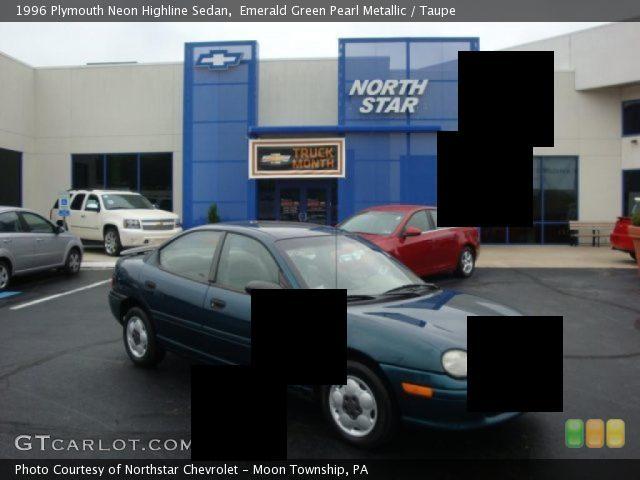 1996 Plymouth Neon Highline Sedan, Emerald Green Pearl Metallic / Taupe
NORTH
STAR
TRUCK
MONTH
GTCARLOT.COM
Photo Courtesy of Northstar Chevrolet - Moon Township, PA